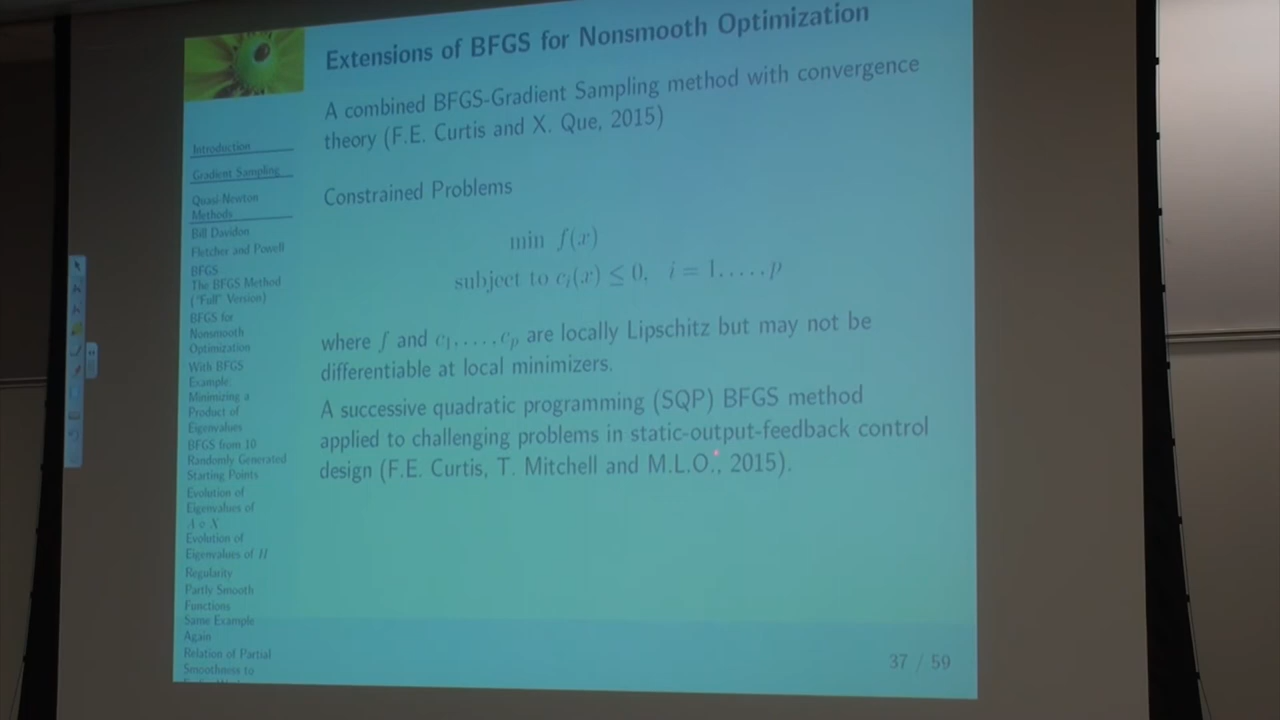 Extensions of BFGS for Nonsmooth Optimization
A combined BFGS-Gradient Sampling method with convergence
theory (F.E. Curtis and X. Que, 2015)
Constrained Problems
min f(x)
subject to cᵢ(x) ≤ 0, i = 1. . . . . p
where f and c₁. . . . . cₚ are locally Lipschitz but may not be
differentiable at local minimizers.
A successive quadratic programming (SQP) BFGS method
applied to challenging problems in static-output-feedback control
design (F.E. Curtis, T. Mitchell and M.L.O., 2015).
37 / 59
Introduction
Gradient Sampling
Quasi-Newton
Methods
Bill Davidon
Fletcher and Powell
BFGS
The BFGS Method
("Full" Version)
BFGS for
Nonsmooth
Optimization
With BFGS
Example:
Minimizing a
Product of
Eigenvalues
BFGS from 10
Randomly Generated
Starting Points
Evolution of
Eigenvalues of
A ∘ X
Evolution of
Eigenvalues of H
Regularity
Partly Smooth
Functions
Same Example
Again
Relation of Partial
Smoothness to